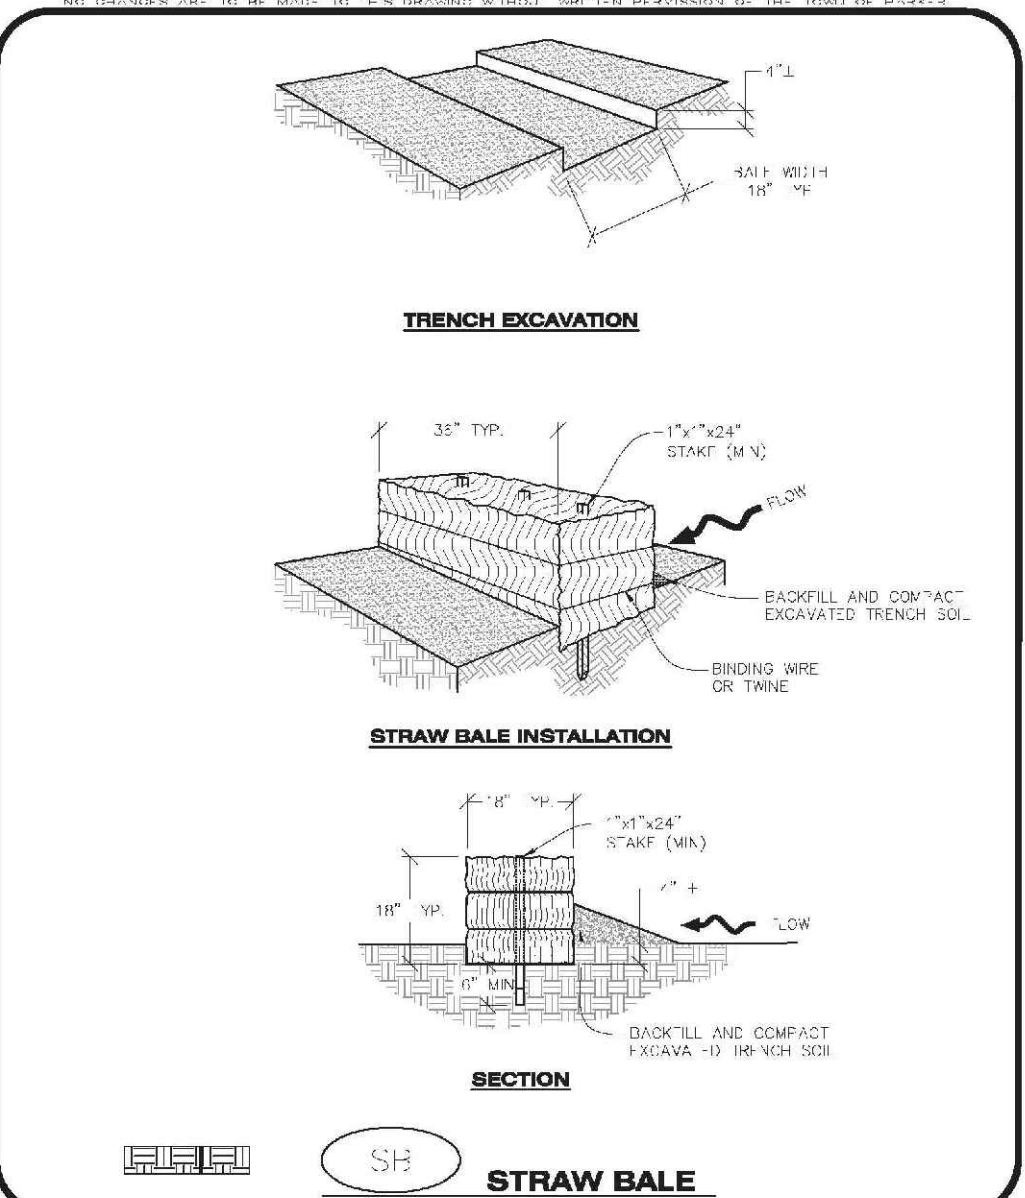 NO CHANGES ARE TO BE MADE TO THIS DRAWING WITHOUT WRITTEN PERMISSION OF THE TOWN OF PARKER
4"±
BALE WIDTH
18" TYP
TRENCH EXCAVATION
36" TYP.
1"x1"x24"
STAKE (MIN)
FLOW
BACKFILL AND COMPACT
EXCAVATED TRENCH SOIL
BINDING WIRE
OR TWINE
STRAW BALE INSTALLATION
18" TYP.
1"x1"x24"
STAKE (MIN)
4" ±
18" TYP.
FLOW
6" MIN
BACKFILL AND COMPACT
EXCAVATED TRENCH SOIL
SECTION
SB
STRAW BALE